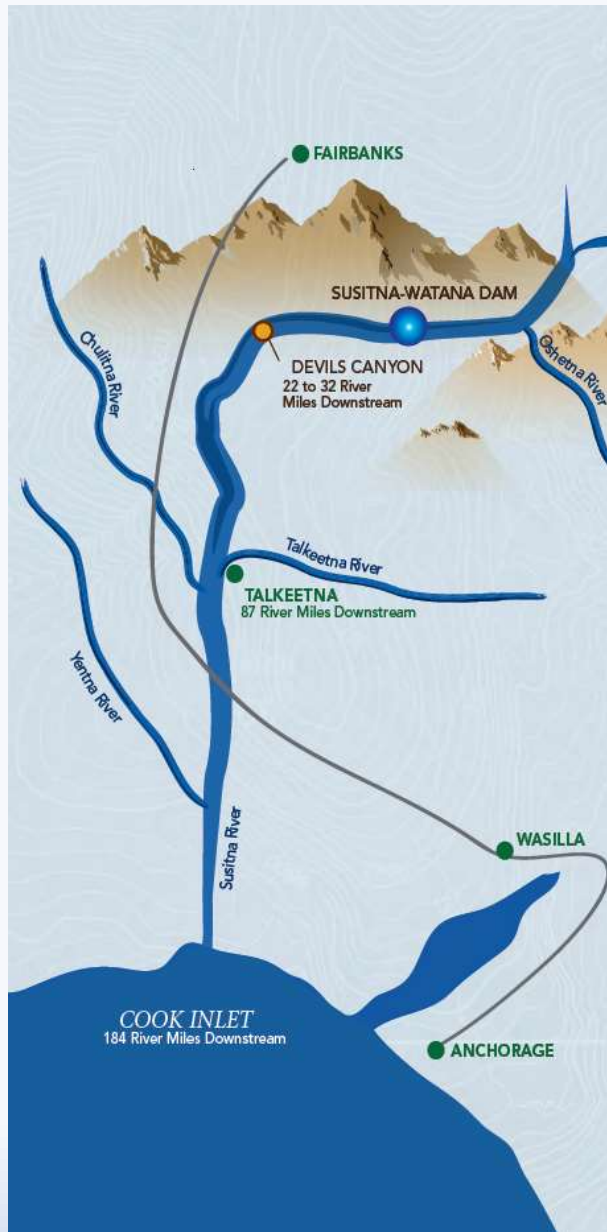 FAIRBANKS
SUSITNA-WATANA DAM
Chulitna River
DEVILS CANYON
22 to 32 River
Miles Downstream
Oshetna River
Talkeetna River
TALKEETNA
87 River Miles Downstream
Yentna River
Susitna River
WASILLA
COOK INLET
184 River Miles Downstream
ANCHORAGE